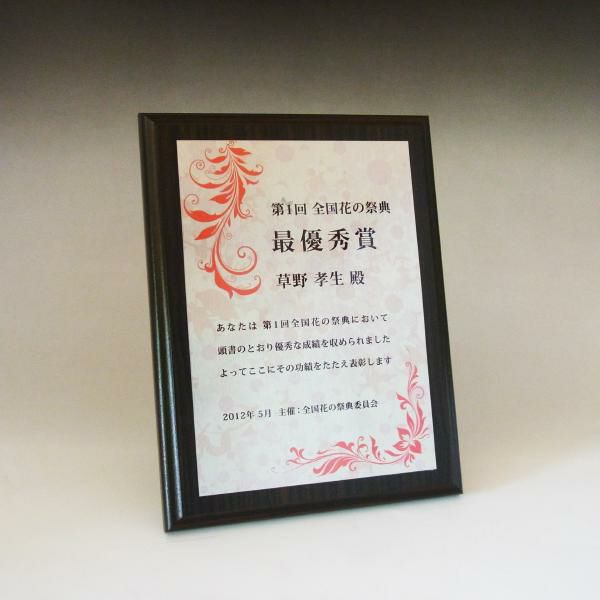 第1回 全国花の祭典
最優秀賞
草野 孝生 殿
あなたは 第1回全国花の祭典において
頭書のとおり優秀な成績を収められました
よってここにその功績をたたえ表彰します
2012年 5月 主催：全国花の祭典委員会